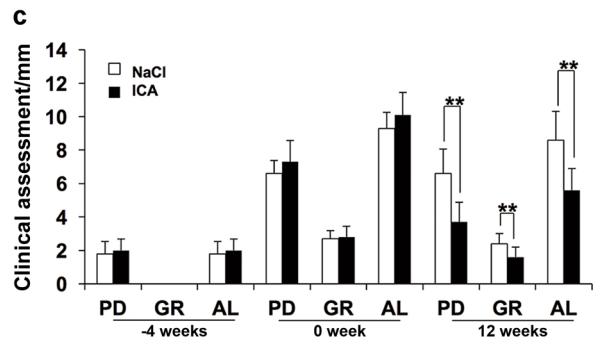 c
Clinical assessment/mm
14
12
10
8
6
4
2
0
NaCl
ICA
**
**
**
PD GR AL PD GR AL PD GR AL
-4 weeks 0 week 12 weeks